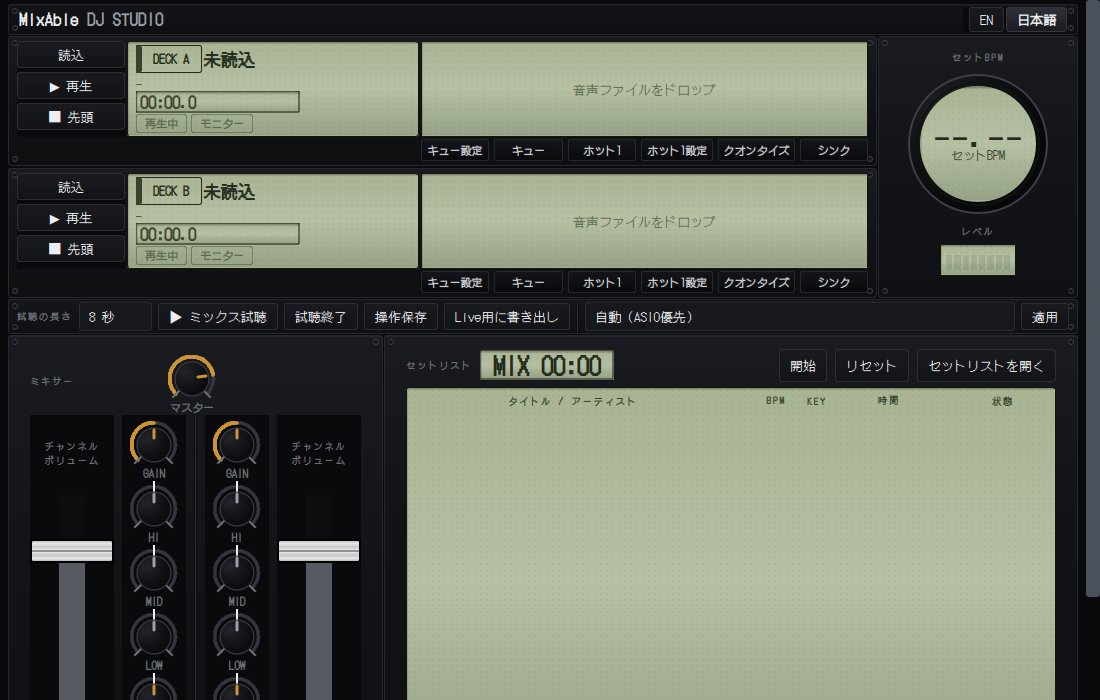 MixAble DJ STUDIO
EN 日本語
読込
▶ 再生
■ 先頭
DECK A 未読込
–
00:00.0
再生中 モニター
音声ファイルをドロップ
キュー設定 キュー ホット1 ホット1設定 クオンタイズ シンク
読込
▶ 再生
■ 先頭
DECK B 未読込
–
00:00.0
再生中 モニター
音声ファイルをドロップ
キュー設定 キュー ホット1 ホット1設定 クオンタイズ シンク
セットBPM
--.--
セットBPM
レベル
試聴の長さ 8 秒 ▶ ミックス試聴 試聴終了 操作保存 Live用に書き出し 自動（ASIO優先） 適用
ミキサー
マスター
チャンネル
ボリューム
GAIN
HI
MID
LOW
GAIN
HI
MID
LOW
チャンネル
ボリューム
セットリスト MIX 00:00 開始 リセット セットリストを開く
タイトル / アーティスト BPM KEY 時間 状態